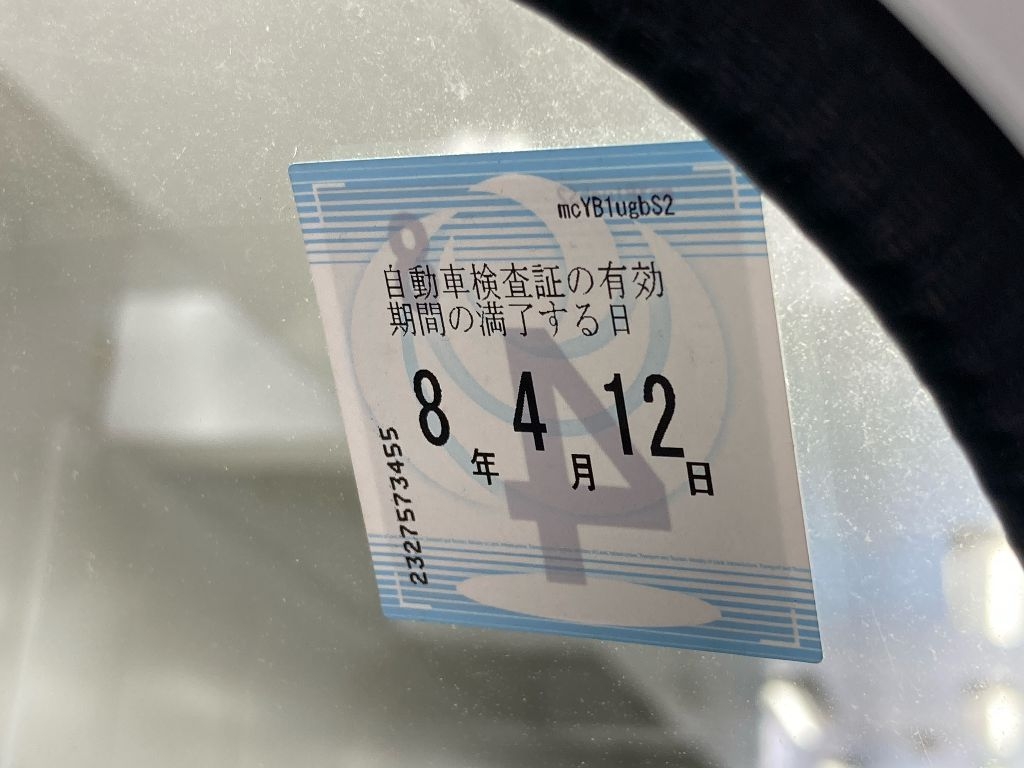 mcYB1ugbS2
自動車検査証の有効
期間の満了する日
8年4月12日
2327573455